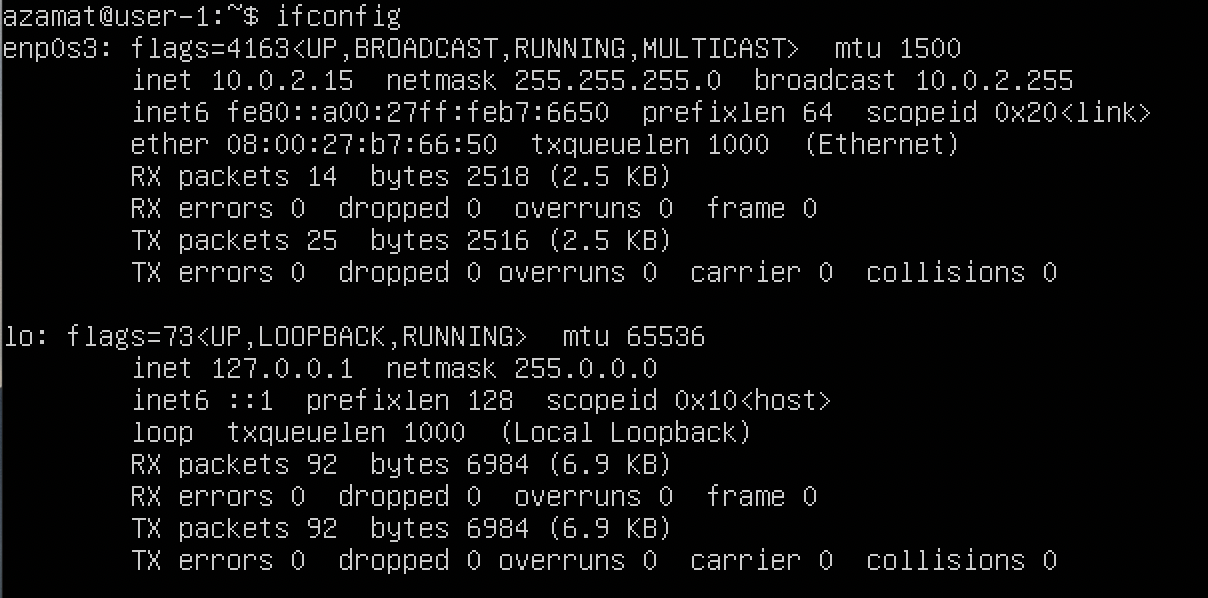 azamat@user-1:~$ ifconfig
enp0s3: flags=4163<UP,BROADCAST,RUNNING,MULTICAST>  mtu 1500
        inet 10.0.2.15  netmask 255.255.255.0  broadcast 10.0.2.255
        inet6 fe80::a00:27ff:feb7:6650  prefixlen 64  scopeid 0x20<link>
        ether 08:00:27:b7:66:50  txqueuelen 1000  (Ethernet)
        RX packets 14  bytes 2518 (2.5 KB)
        RX errors 0  dropped 0  overruns 0  frame 0
        TX packets 25  bytes 2516 (2.5 KB)
        TX errors 0  dropped 0 overruns 0  carrier 0  collisions 0

lo: flags=73<UP,LOOPBACK,RUNNING>  mtu 65536
        inet 127.0.0.1  netmask 255.0.0.0
        inet6 ::1  prefixlen 128  scopeid 0x10<host>
        loop  txqueuelen 1000  (Local Loopback)
        RX packets 92  bytes 6984 (6.9 KB)
        RX errors 0  dropped 0  overruns 0  frame 0
        TX packets 92  bytes 6984 (6.9 KB)
        TX errors 0  dropped 0 overruns 0  carrier 0  collisions 0